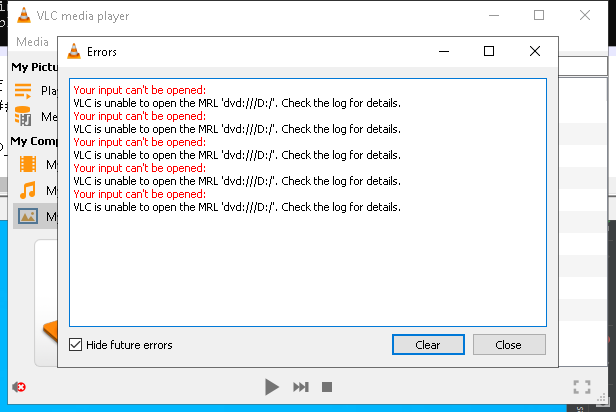 VLC media player
Media
Errors
My Pictu
Your input can't be opened:
VLC is unable to open the MRL 'dvd:///D:/'. Check the log for details.
Your input can't be opened:
VLC is unable to open the MRL 'dvd:///D:/'. Check the log for details.
Your input can't be opened:
VLC is unable to open the MRL 'dvd:///D:/'. Check the log for details.
Your input can't be opened:
VLC is unable to open the MRL 'dvd:///D:/'. Check the log for details.
Your input can't be opened:
VLC is unable to open the MRL 'dvd:///D:/'. Check the log for details.
Play
Me
My Comp
My
My
My
Hide future errors
Clear
Close